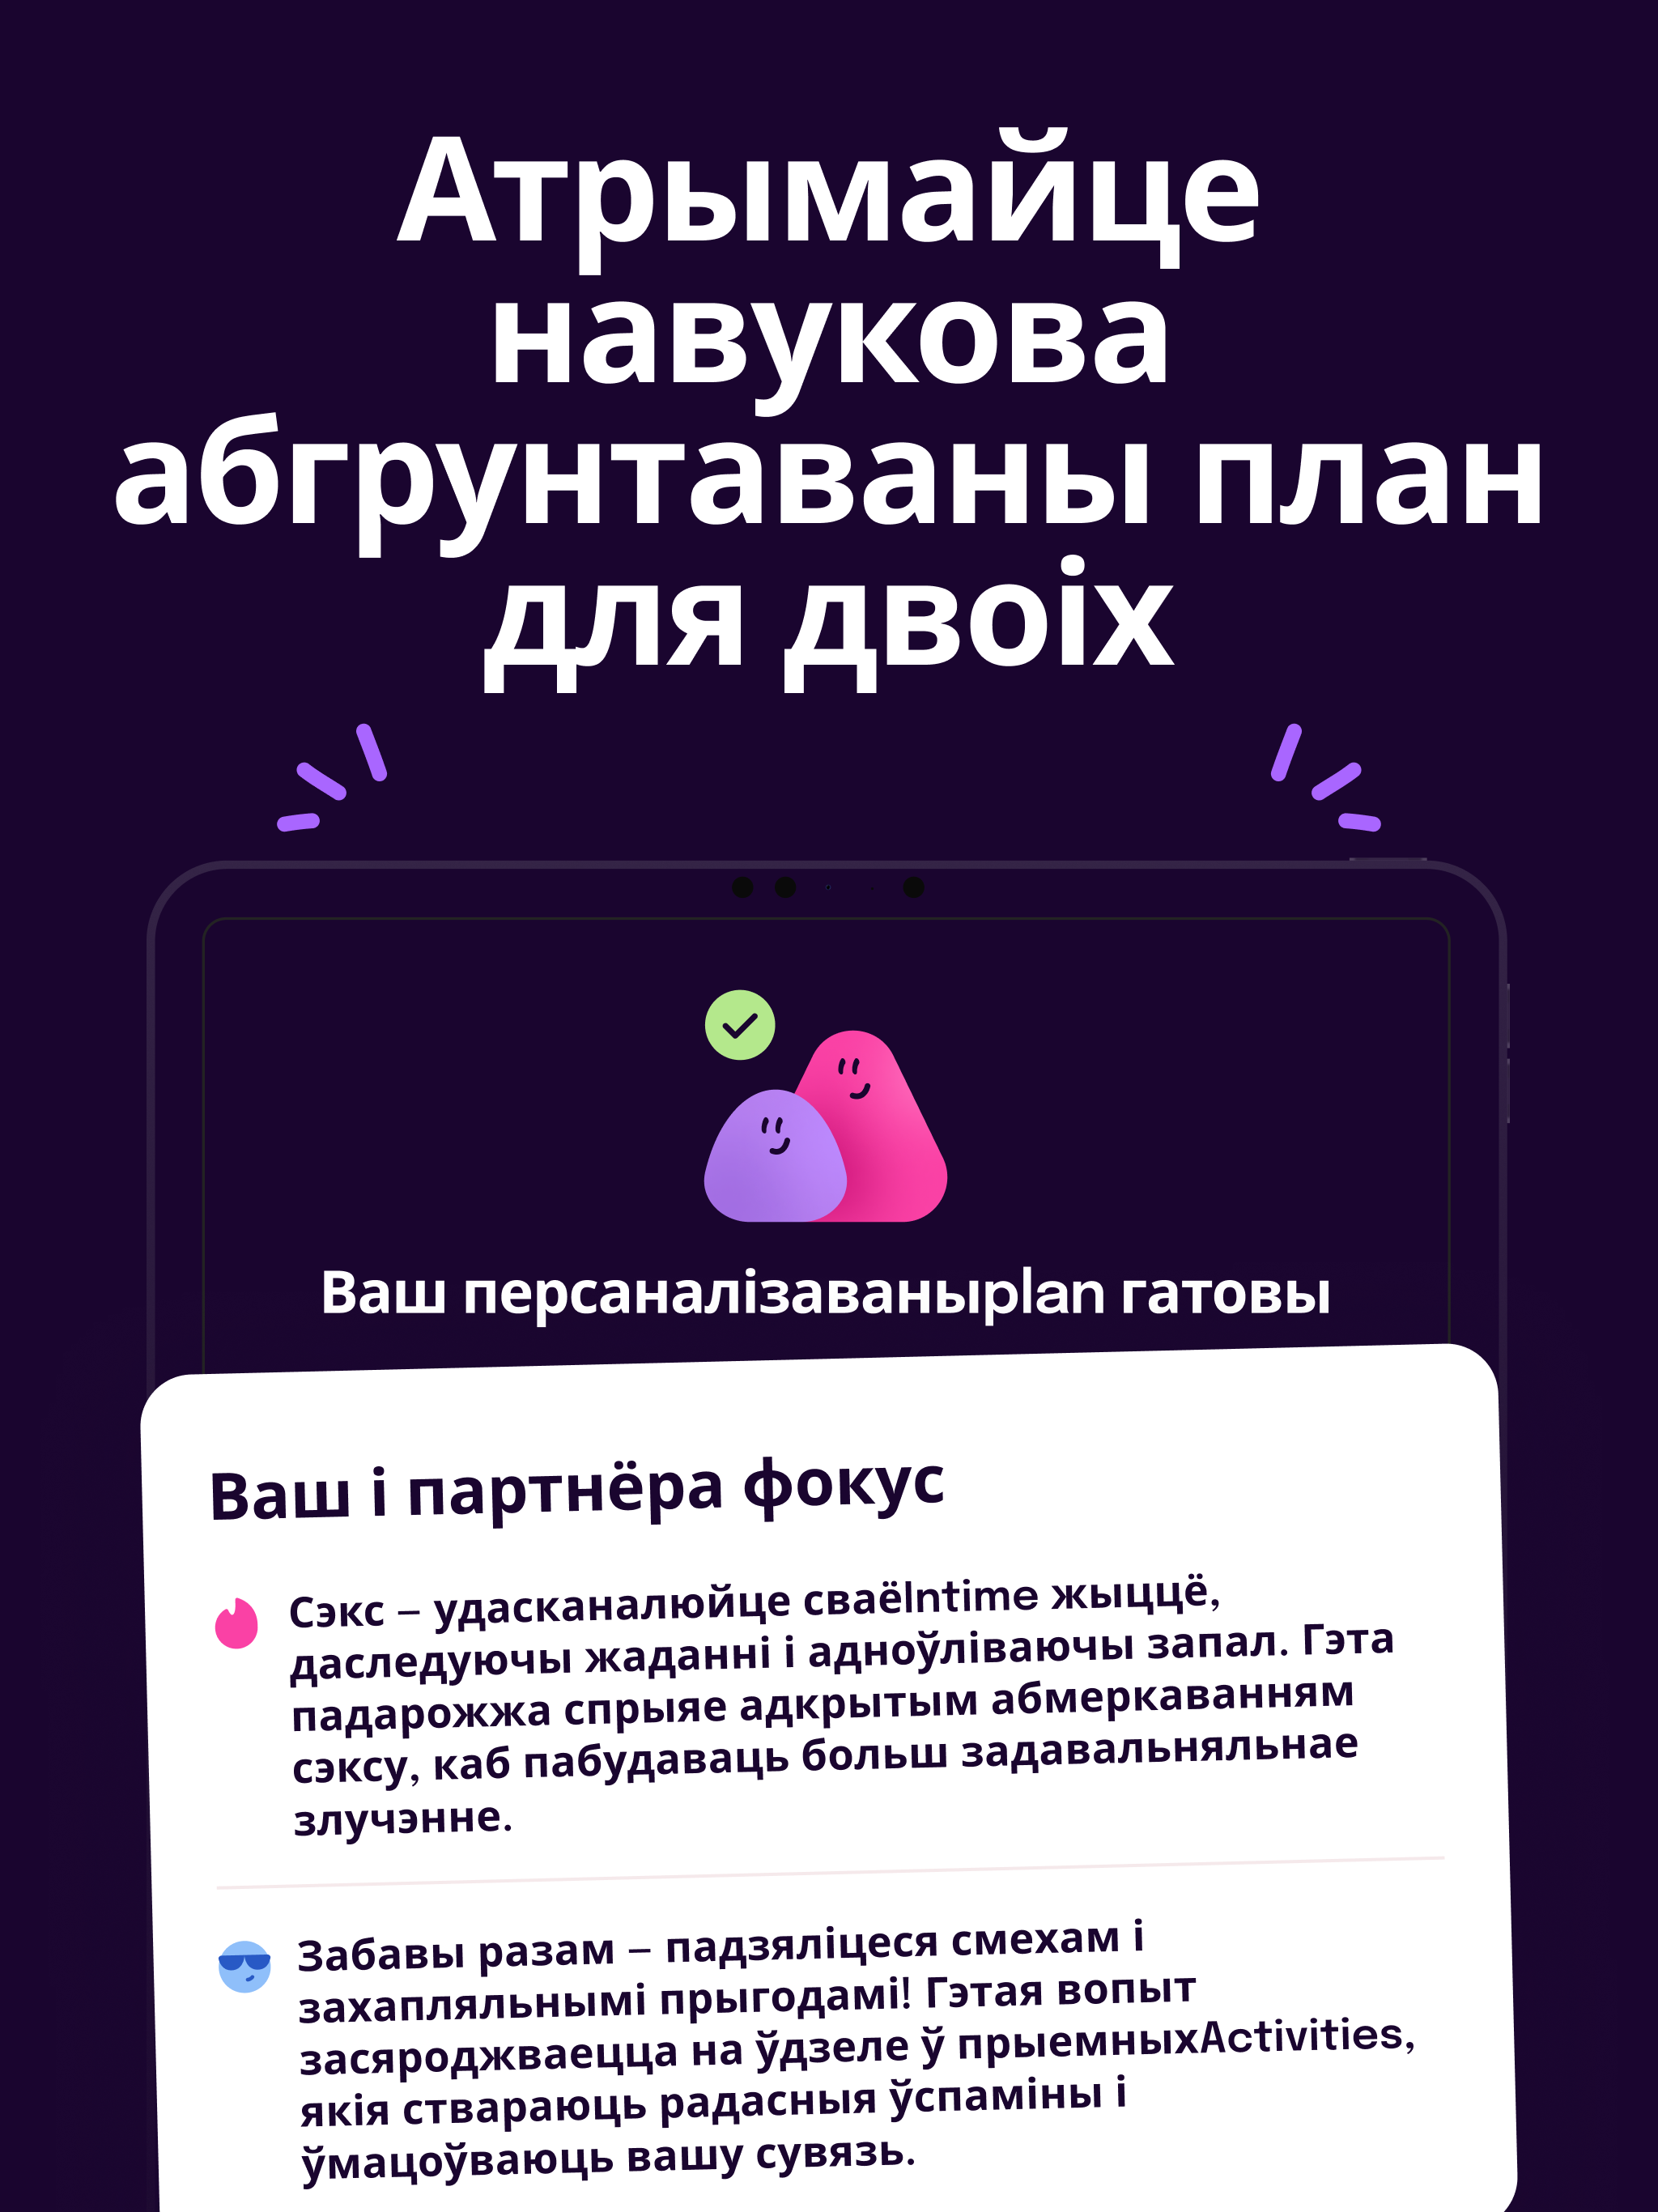 Атрымайце
навукова
абгрунтаваны план
для двоіх
Ваш персаналізаваныplan гатовы
Ваш і партнёра фокус
Сэкс – удасканалюйце сваёIntime жыццё,
даследуючы жаданні і адноўліваючы запал. Гэта
падарожжа спрыяе адкрытым абмеркаванням
сэксу, каб пабудаваць больш задавальняльнае
злучэнне.
Забавы разам – падзяліцеся смехам і
захапляльнымі прыгодамі! Гэтая вопыт
засяроджваецца на ўдзеле ў прыемныхActivities,
якія ствараюць радасныя ўспаміны і
ўмацоўваюць вашу сувязь.